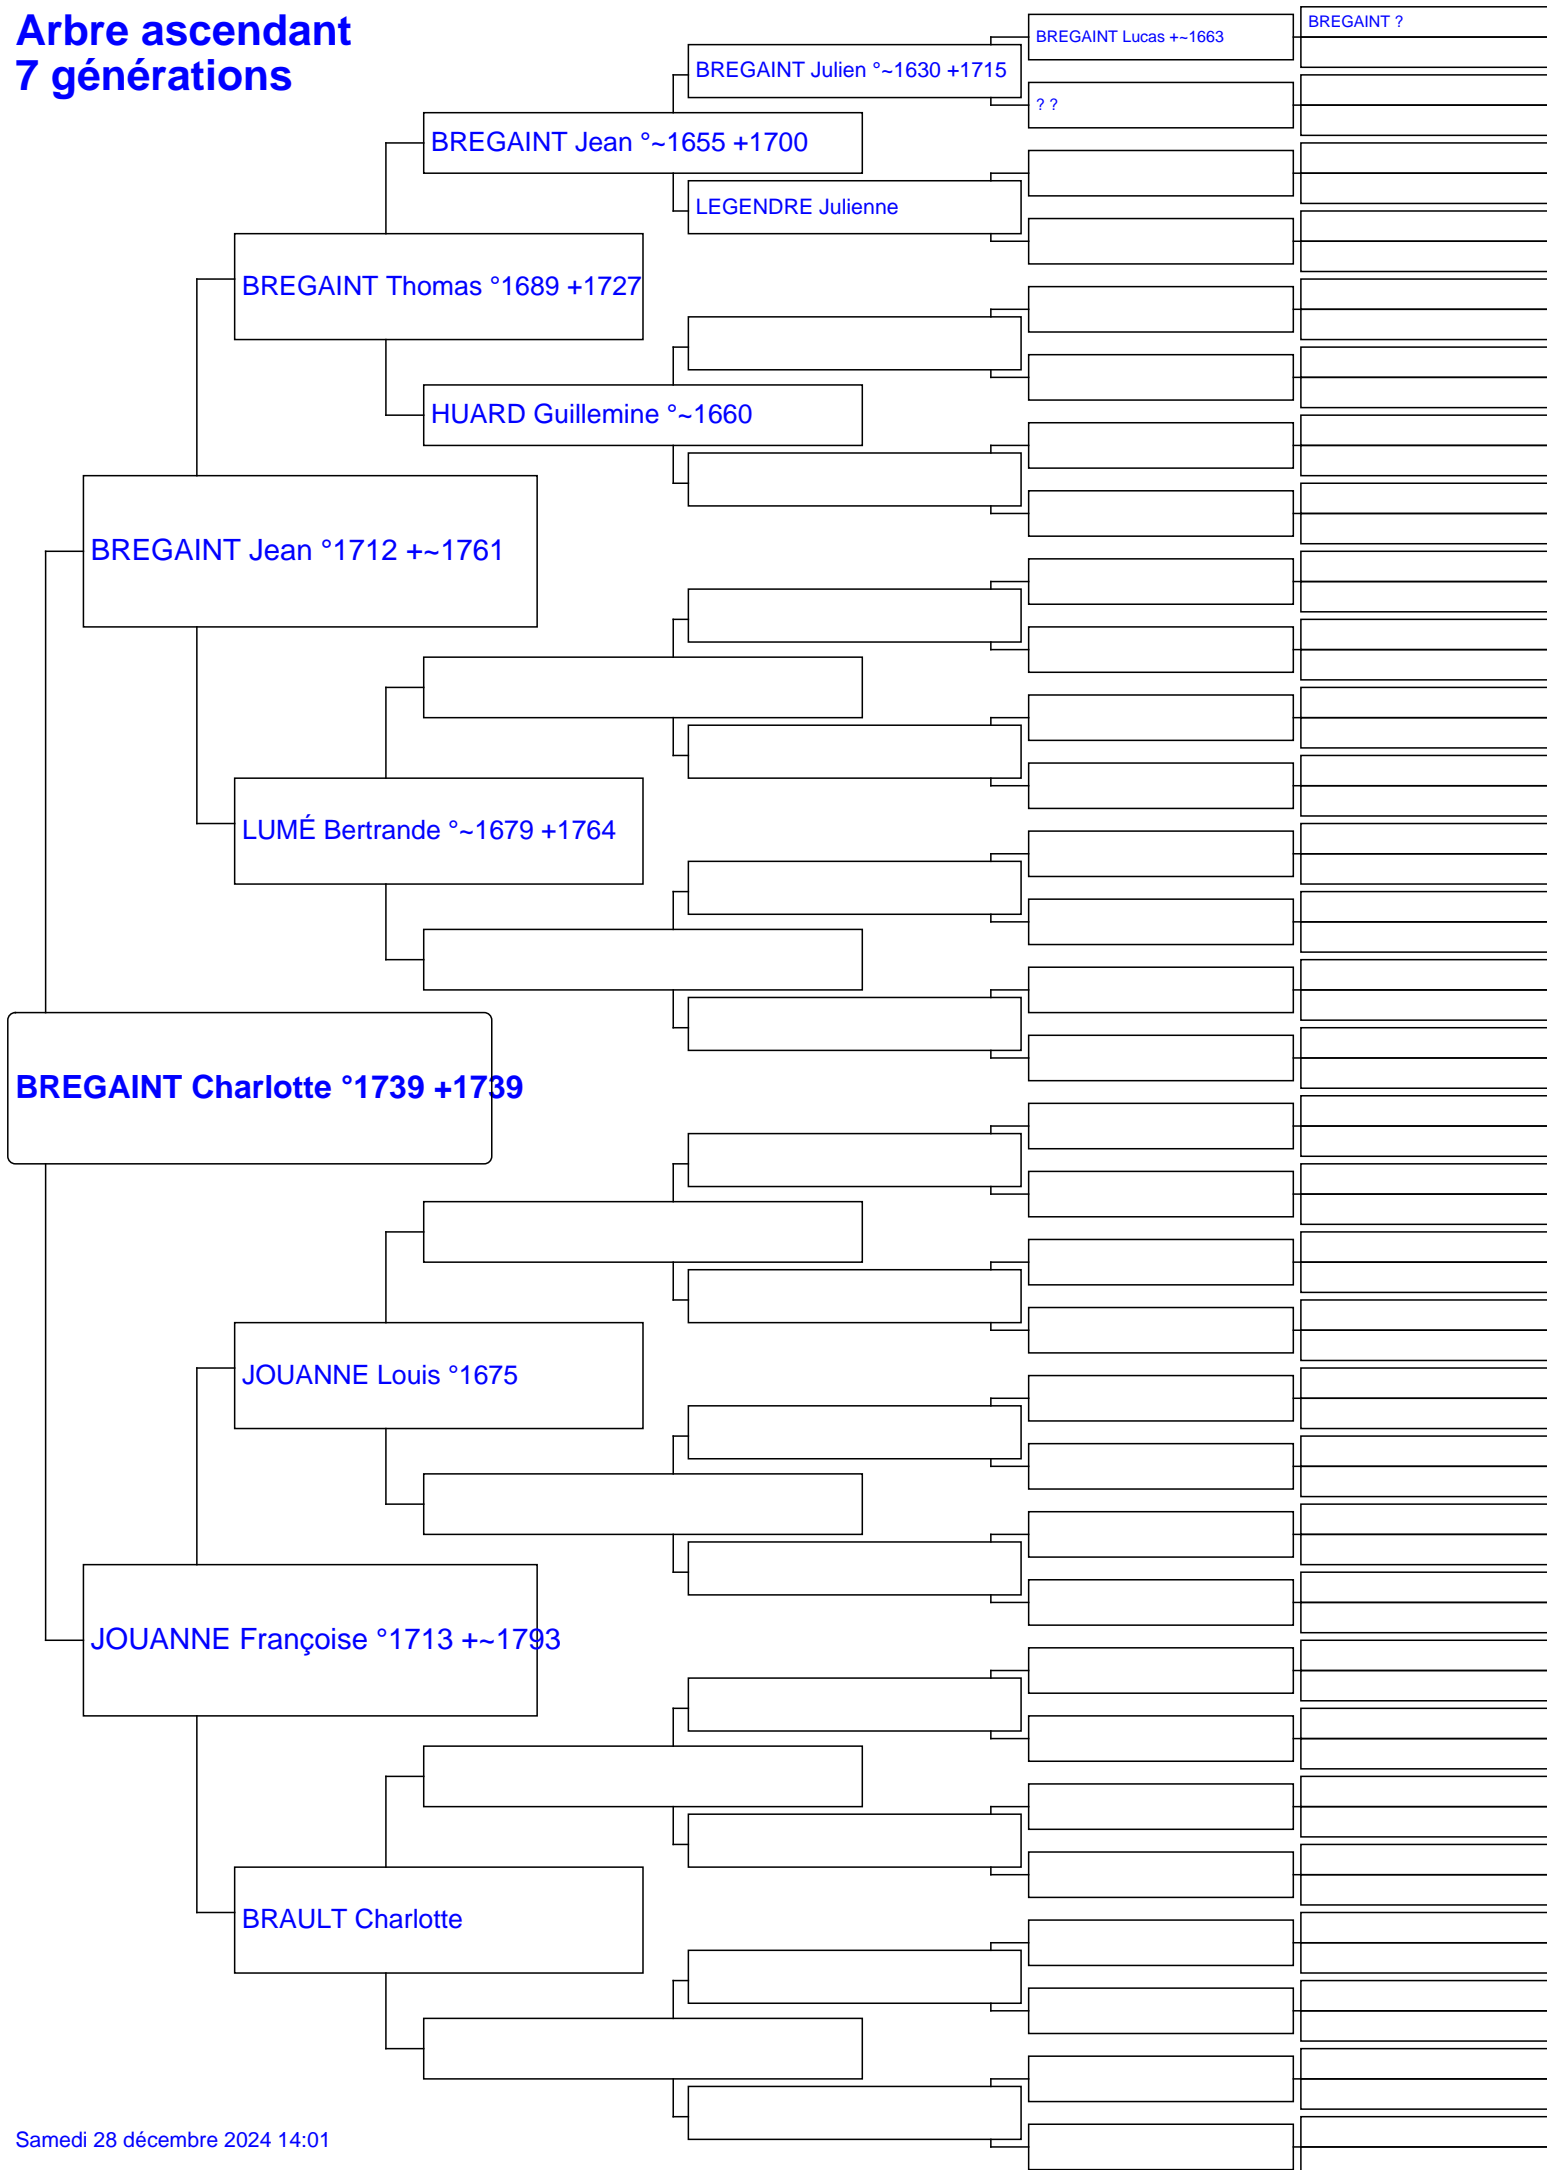 Arbre ascendant
7 générations
BREGAINT ?
BREGAINT Lucas +~1663
BREGAINT Julien °~1630 +1715
? ?
BREGAINT Jean °~1655 +1700
LEGENDRE Julienne
BREGAINT Thomas °1689 +1727
HUARD Guillemine °~1660
BREGAINT Jean °1712 +~1761
LUMÉ Bertrande °~1679 +1764
BREGAINT Charlotte °1739 +1739
JOUANNE Louis °1675
JOUANNE Françoise °1713 +~1793
BRAULT Charlotte
Samedi 28 décembre 2024 14:01